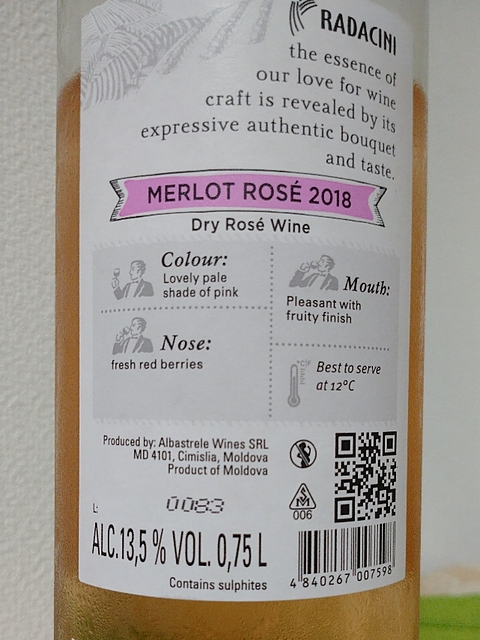 RADACINI
the essence of
our love for wine
craft is revealed by its
expressive authentic bouquet
and taste.
MERLOT ROSÉ 2018
Dry Rosé Wine
Colour:
Lovely pale
shade of pink
Mouth:
Pleasant with
fruity finish
Nose:
fresh red berries
Best to serve
at 12°C
Produced by: Albastrele Wines SRL
MD 4101, Cimislia, Moldova
Product of Moldova
L: 0083
SM
006
ALC.13,5 % VOL. 0,75 L
Contains sulphites
4 840267 007598